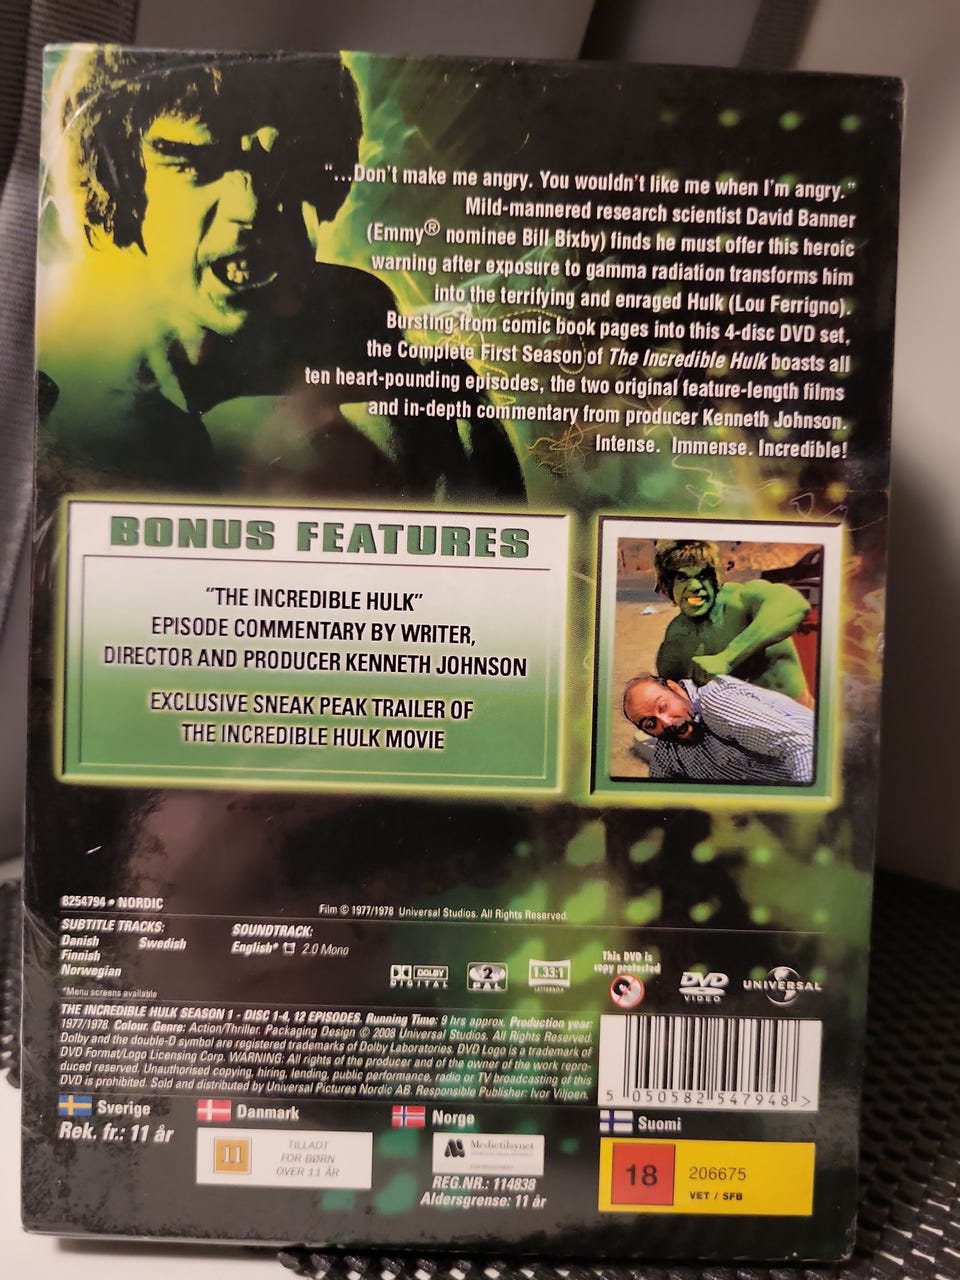 "...Don't make me angry. You wouldn't like me when I'm angry."
Mild-mannered research scientist David Banner
(Emmy® nominee Bill Bixby) finds he must offer this heroic
warning after exposure to gamma radiation transforms him
into the terrifying and enraged Hulk (Lou Ferrigno).
Bursting from comic book pages into this 4-disc DVD set,
the Complete First Season of The Incredible Hulk boasts all
ten heart-pounding episodes, the two original feature-length films
and in-depth commentary from producer Kenneth Johnson.
Intense. Immense. Incredible!
BONUS FEATURES
"THE INCREDIBLE HULK"
EPISODE COMMENTARY BY WRITER,
DIRECTOR AND PRODUCER KENNETH JOHNSON
EXCLUSIVE SNEAK PEAK TRAILER OF
THE INCREDIBLE HULK MOVIE
8254794 • NORDIC
Film © 1977/1978 Universal Studios. All Rights Reserved.
SUBTITLE TRACKS:
Danish Swedish
Finnish
Norwegian
*Menu screens available
SOUNDTRACK:
English* 2.0 Mono
DOLBY
DIGITAL
2
PAL
1.33:1
This DVD is
copy protected
DVD
VIDEO
UNIVERSAL
THE INCREDIBLE HULK SEASON 1 - DISC 1-4, 12 EPISODES. Running Time: 9 hrs approx. Production year:
1977/1978. Colour. Genre: Action/Thriller. Packaging Design © 2008 Universal Studios. All Rights Reserved.
Dolby and the double-D symbol are registered trademarks of Dolby Laboratories. DVD Logo is a trademark of
DVD Format/Logo Licensing Corp. WARNING: All rights of the producer and of the owner of the work repro-
duced reserved. Unauthorised copying, hiring, lending, public performance, radio or TV broadcasting of this
DVD is prohibited. Sold and distributed by Universal Pictures Nordic AB. Responsible Publisher: Ivor Viljoen.
5 050582 547948 >
Sverige
Rek. fr.: 11 år
Danmark
11
TILLADT
FOR BØRN
OVER 11 ÅR
Norge
Medietilsynet
REG.NR.: 114838
Aldersgrense: 11 år
Suomi
18
206675
VET / SFB